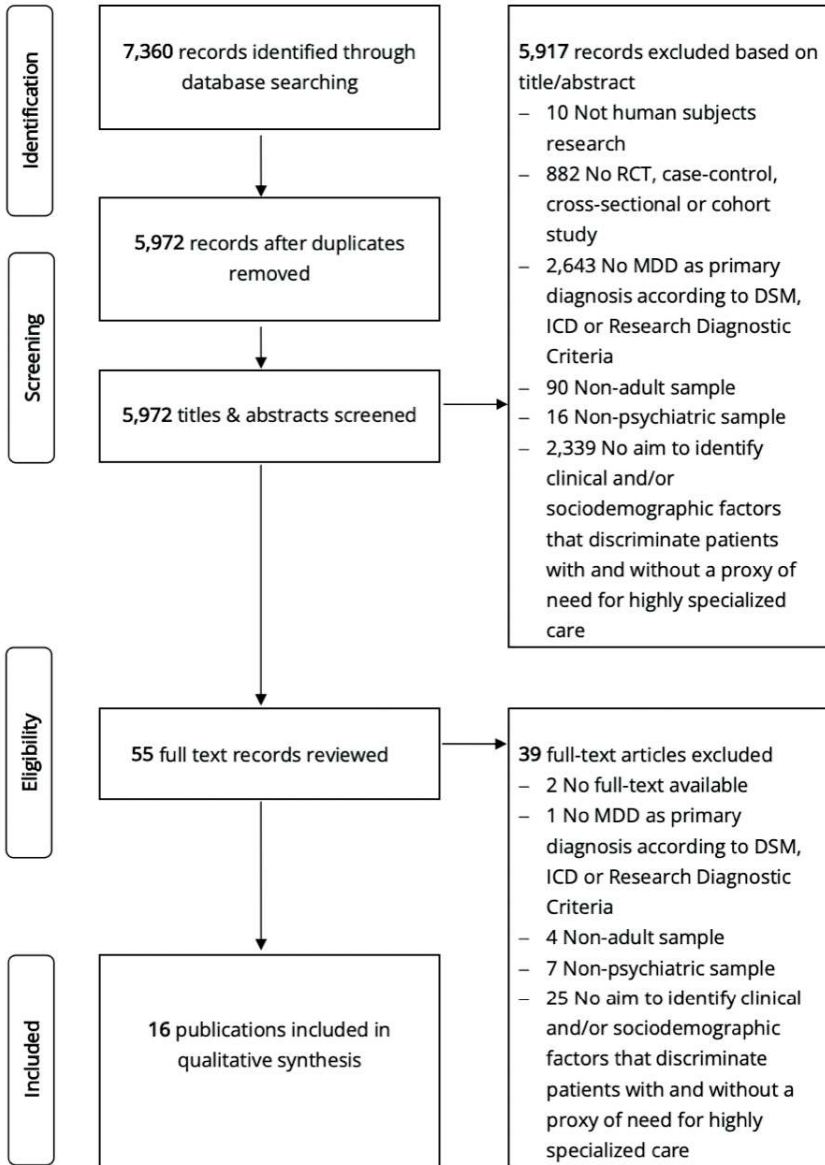 Identification
7,360 records identified through
database searching
5,972 records after duplicates
removed
Screening
5,972 titles & abstracts screened
5,917 records excluded based on
title/abstract
– 10 Not human subjects
research
– 882 No RCT, case-control,
cross-sectional or cohort
study
– 2,643 No MDD as primary
diagnosis according to DSM,
ICD or Research Diagnostic
Criteria
– 90 Non-adult sample
– 16 Non-psychiatric sample
– 2,339 No aim to identify
clinical and/or
sociodemographic factors
that discriminate patients
with and without a proxy of
need for highly specialized
care
Eligibility
55 full text records reviewed
39 full-text articles excluded
– 2 No full-text available
– 1 No MDD as primary
diagnosis according to DSM,
ICD or Research Diagnostic
Criteria
– 4 Non-adult sample
– 7 Non-psychiatric sample
– 25 No aim to identify clinical
and/or sociodemographic
factors that discriminate
patients with and without a
proxy of need for highly
specialized care
Included
16 publications included in
qualitative synthesis